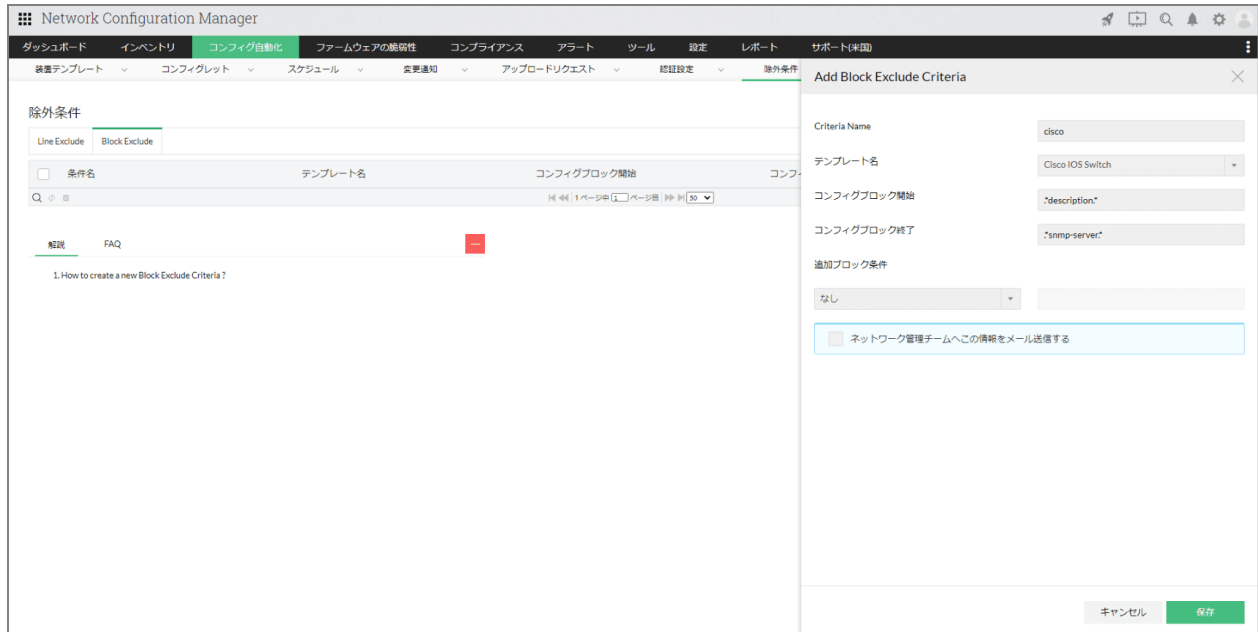 Network Configuration Manager
ダッシュボード インベントリ コンフィグ自動化 ファームウェアの脆弱性 コンプライアンス アラート ツール 設定 レポート サポート(米国)
装置テンプレート コンフィグレット スケジュール 変更通知 アップロードリクエスト 認証設定 除外条件
除外条件
Line Exclude Block Exclude
条件名 テンプレート名 コンフィグブロック開始 コンフィ
1 ページ中 1 ページ目 50
解説 FAQ
1. How to create a new Block Exclude Criteria ?
Add Block Exclude Criteria
Criteria Name cisco
テンプレート名 Cisco IOS Switch
コンフィグブロック開始 .*description.*
コンフィグブロック終了 .*snmp-server.*
追加ブロック条件
なし
ネットワーク管理チームへこの情報をメール送信する
キャンセル 保存